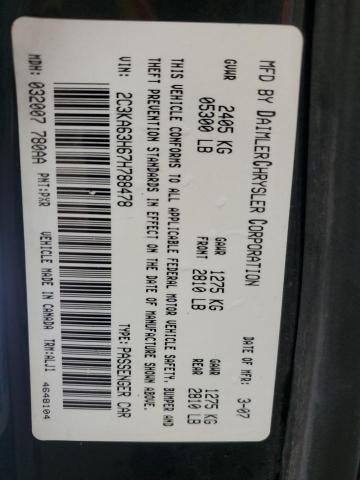 MFD BY DAIMLERCHRYSLER CORPORATION
DATE OF MFR: 3-07
GVWR 2405 KG 05300 LB
GAWR FRONT 1275 KG 2810 LB
GAWR REAR 1275 KG 2810 LB
THIS VEHICLE CONFORMS TO ALL APPLICABLE FEDERAL MOTOR VEHICLE SAFETY, BUMPER AND
THEFT PREVENTION STANDARDS IN EFFECT ON THE DATE OF MANUFACTURE SHOWN ABOVE.
VIN: 2C3KA63H67H788478
TYPE: PASSENGER CAR
MDH: 032007 780AA
PNT: PXR
VEHICLE MADE IN CANADA
TRM: ALJ1
4648104